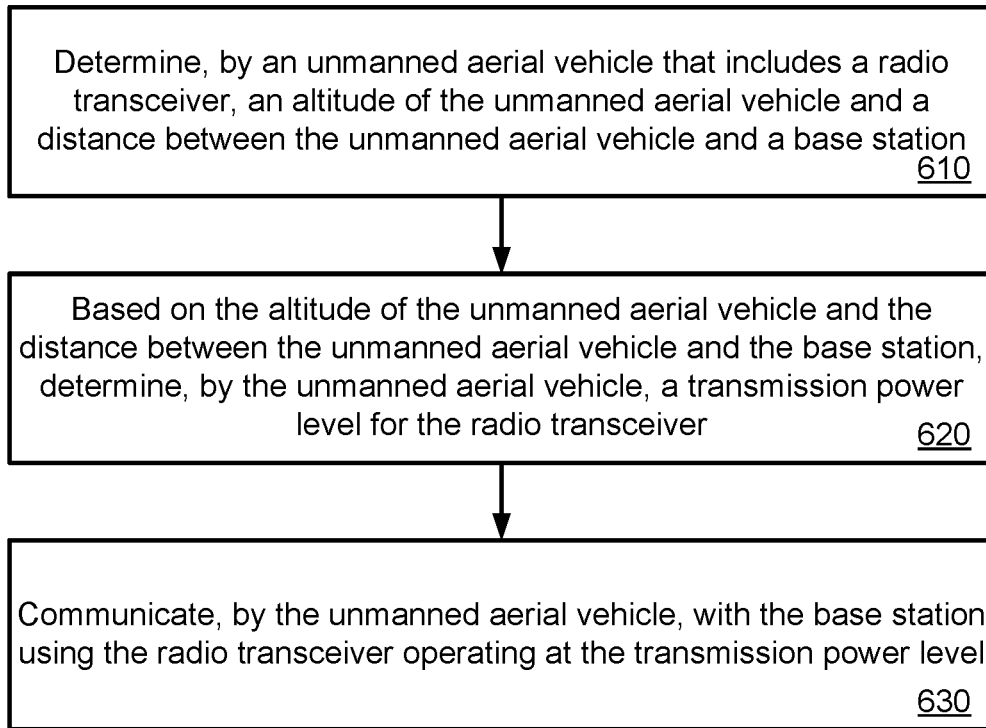 Determine, by an unmanned aerial vehicle that includes a radio
transceiver, an altitude of the unmanned aerial vehicle and a
distance between the unmanned aerial vehicle and a base station
610
Based on the altitude of the unmanned aerial vehicle and the
distance between the unmanned aerial vehicle and the base station,
determine, by the unmanned aerial vehicle, a transmission power
level for the radio transceiver
620
Communicate, by the unmanned aerial vehicle, with the base station
using the radio transceiver operating at the transmission power level
630